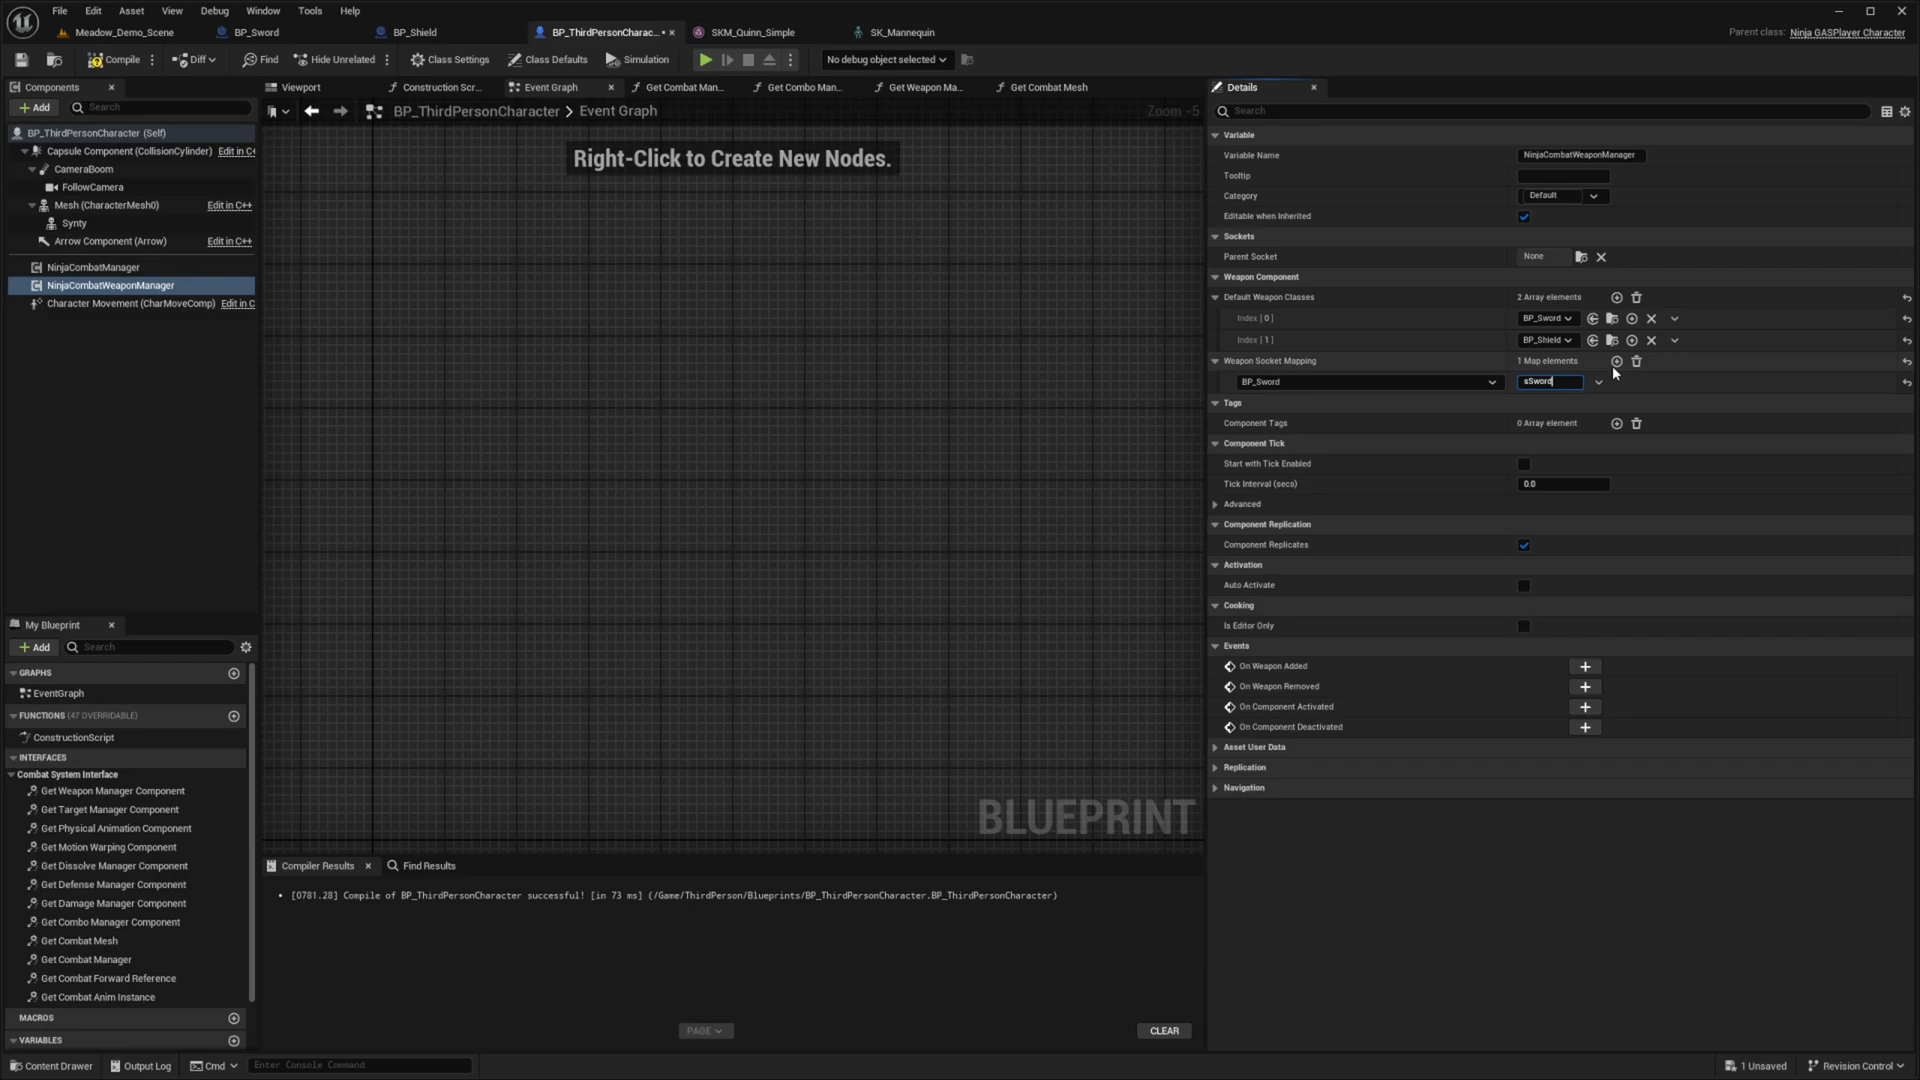 File Edit Asset View Debug Window Tools Help
Meadow_Demo_Scene BP_Sword BP_Shield BP_ThirdPersonCharac... • SKM_Quinn_Simple SK_Mannequin
Parent class: Ninja GASPlayer Character
Compile Diff Find Hide Unrelated Class Settings Class Defaults Simulation No debug object selected
Components
Add Search
BP_ThirdPersonCharacter (Self)
Capsule Component (CollisionCylinder) Edit in C+
CameraBoom
FollowCamera
Mesh (CharacterMesh0) Edit in C++
Synty
Arrow Component (Arrow) Edit in C++
NinjaCombatManager
NinjaCombatWeaponManager
Character Movement (CharMoveComp) Edit in C
My Blueprint
Add Search
GRAPHS
EventGraph
FUNCTIONS (47 OVERRIDABLE)
ConstructionScript
INTERFACES
Combat System Interface
Get Weapon Manager Component
Get Target Manager Component
Get Physical Animation Component
Get Motion Warping Component
Get Dissolve Manager Component
Get Defense Manager Component
Get Damage Manager Component
Get Combo Manager Component
Get Combat Mesh
Get Combat Manager
Get Combat Forward Reference
Get Combat Anim Instance
MACROS
VARIABLES
Viewport Construction Scr... Event Graph Get Combat Man... Get Combo Man... Get Weapon Ma... Get Combat Mesh
BP_ThirdPersonCharacter > Event Graph Zoom -5
Right-Click to Create New Nodes.
BLUEPRINT
Compiler Results Find Results
• [0781.28] Compile of BP_ThirdPersonCharacter successful! [in 73 ms] (/Game/ThirdPerson/Blueprints/BP_ThirdPersonCharacter.BP_ThirdPersonCharacter)
PAGE CLEAR
Details
Search
Variable
Variable Name NinjaCombatWeaponManager
Tooltip
Category Default
Editable when Inherited
Sockets
Parent Socket None
Weapon Component
Default Weapon Classes 2 Array elements
Index [ 0 ] BP_Sword
Index [ 1 ] BP_Shield
Weapon Socket Mapping 1 Map elements
BP_Sword sSword
Tags
Component Tags 0 Array element
Component Tick
Start with Tick Enabled
Tick Interval (secs) 0.0
Advanced
Component Replication
Component Replicates
Activation
Auto Activate
Cooking
Is Editor Only
Events
On Weapon Added
On Weapon Removed
On Component Activated
On Component Deactivated
Asset User Data
Replication
Navigation
Content Drawer Output Log Cmd Enter Console Command 1 Unsaved Revision Control